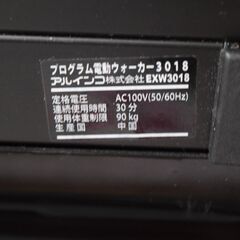 プログラム電動ウォーカー3018
アルインコ株式会社 EXW3018
定格電圧 AC100V(50/60Hz)
連続使用時間 30分
使用体重制限 90kg
生産国 中国